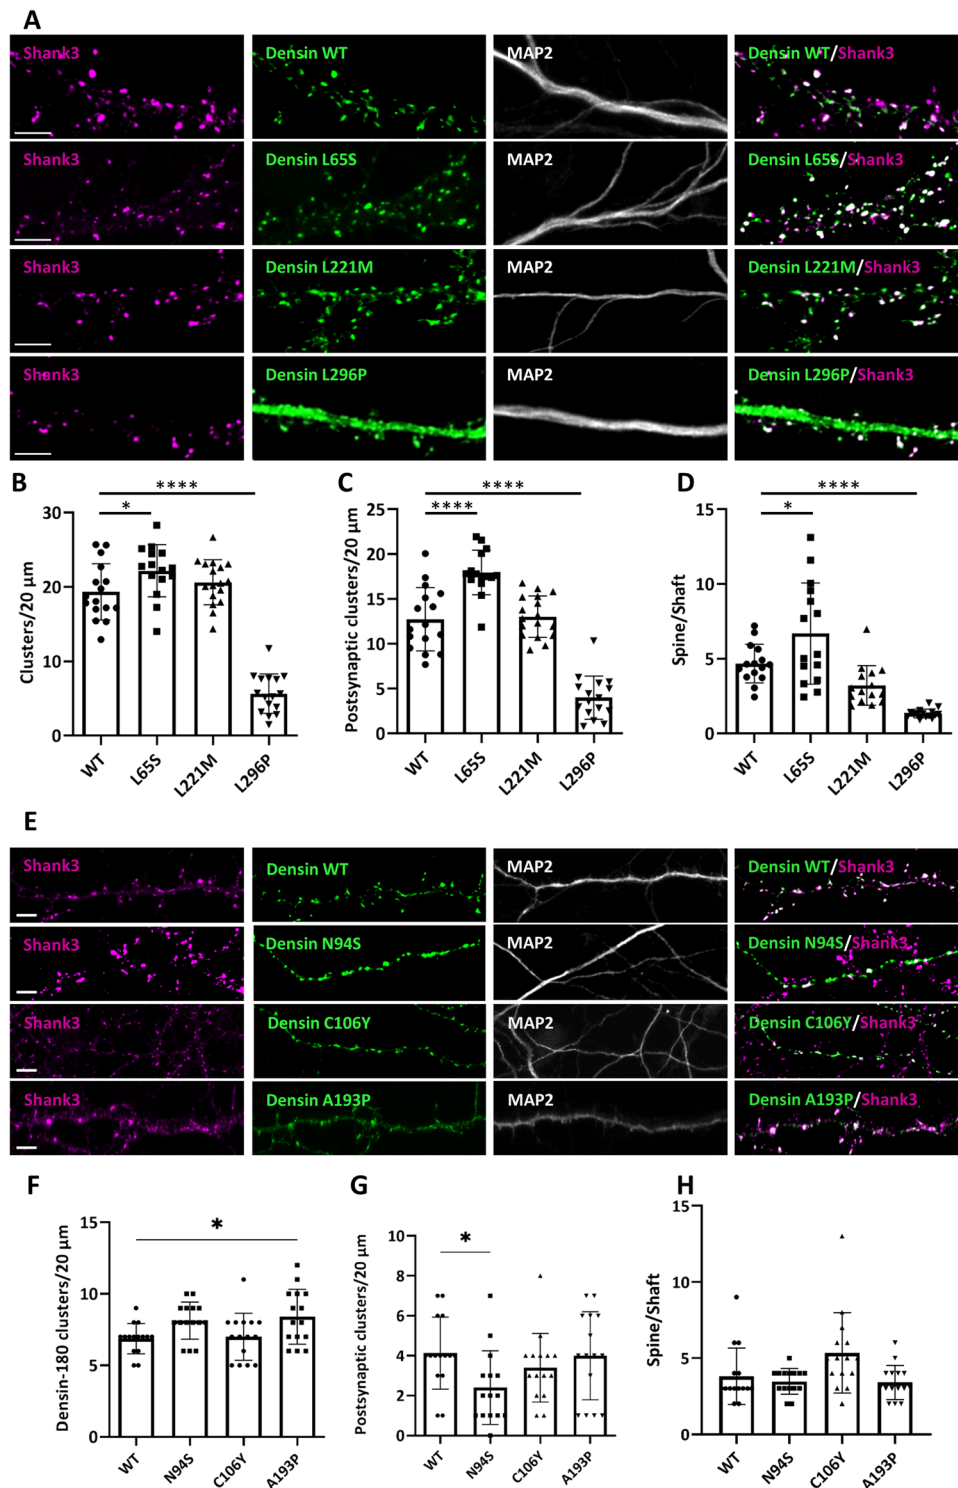 A
Shank3 Densin WT MAP2 Densin WT/Shank3
Shank3 Densin L65S MAP2 Densin L65S/Shank3
Shank3 Densin L221M MAP2 Densin L221M/Shank3
Shank3 Densin L296P MAP2 Densin L296P/Shank3
B
****
*
Clusters/20 µm
30
20
10
0
WT L65S L221M L296P
C
****
****
Postsynaptic clusters/20 µm
25
20
15
10
5
0
WT L65S L221M L296P
D
****
*
Spine/Shaft
15
10
5
0
WT L65S L221M L296P
E
Shank3 Densin WT MAP2 Densin WT/Shank3
Shank3 Densin N94S MAP2 Densin N94S/Shank3
Shank3 Densin C106Y MAP2 Densin C106Y/Shank3
Shank3 Densin A193P MAP2 Densin A193P/Shank3
F
*
Densin-180 clusters/20 µm
15
10
5
0
WT N94S C106Y A193P
G
*
Postsynaptic clusters/20 µm
10
8
6
4
2
0
WT N94S C106Y A193P
H
Spine/Shaft
15
10
5
0
WT N94S C106Y A193P